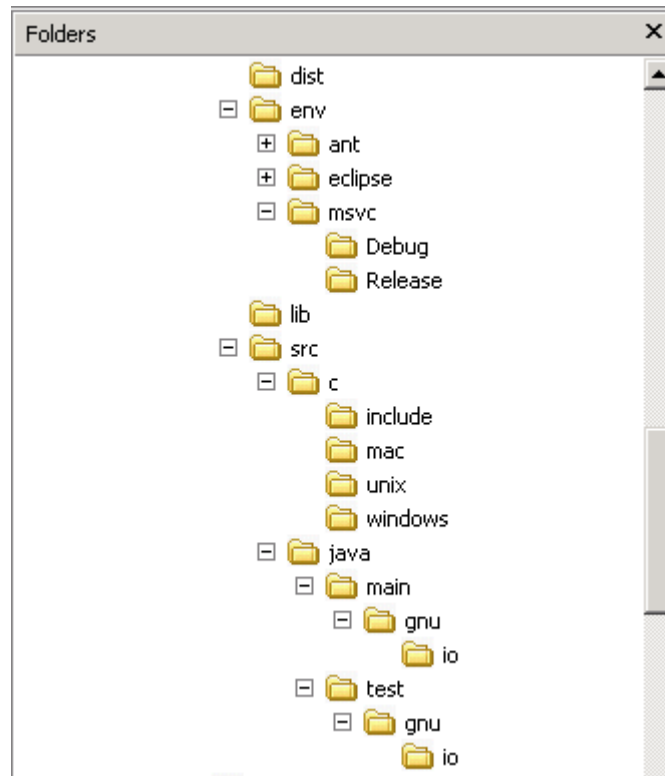 Folders
dist
env
ant
eclipse
msvc
Debug
Release
lib
src
c
include
mac
unix
windows
java
main
gnu
io
test
gnu
io